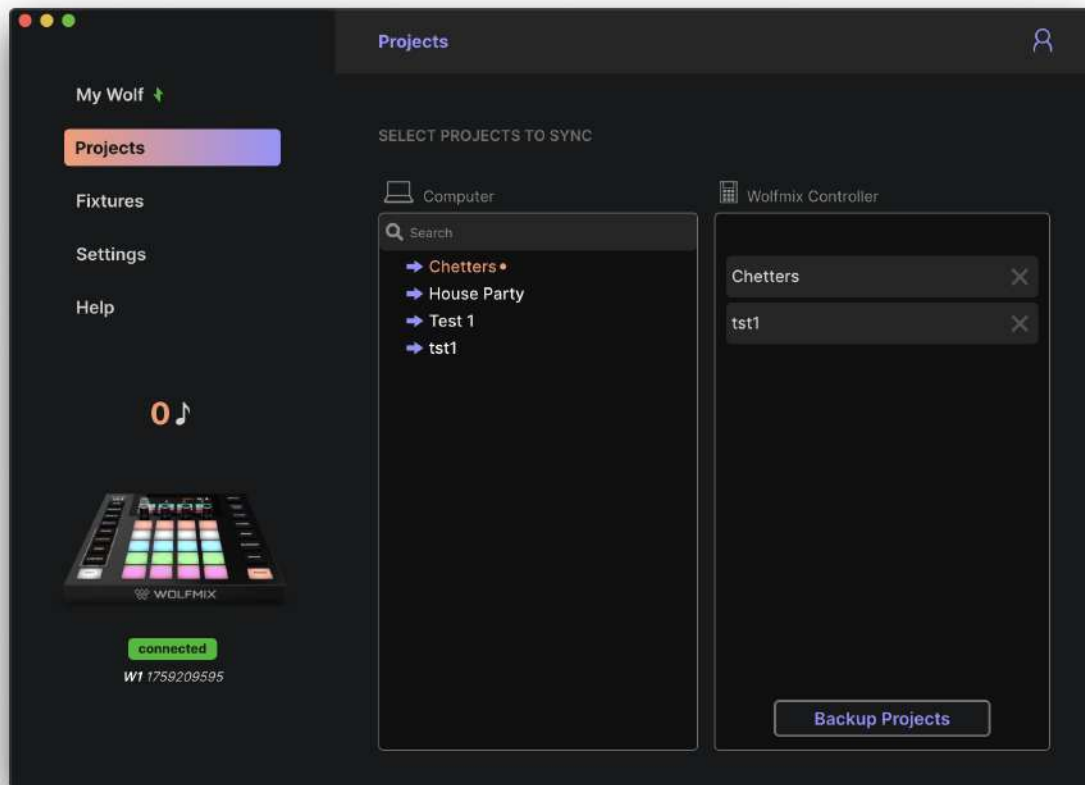 Projects
My Wolf
Projects
Fixtures
Settings
Help
0
WOLFMIX
connected
W1 1759209595
SELECT PROJECTS TO SYNC
Computer
Search
Chetters
House Party
Test 1
tst1
Wolfmix Controller
Chetters
tst1
Backup Projects